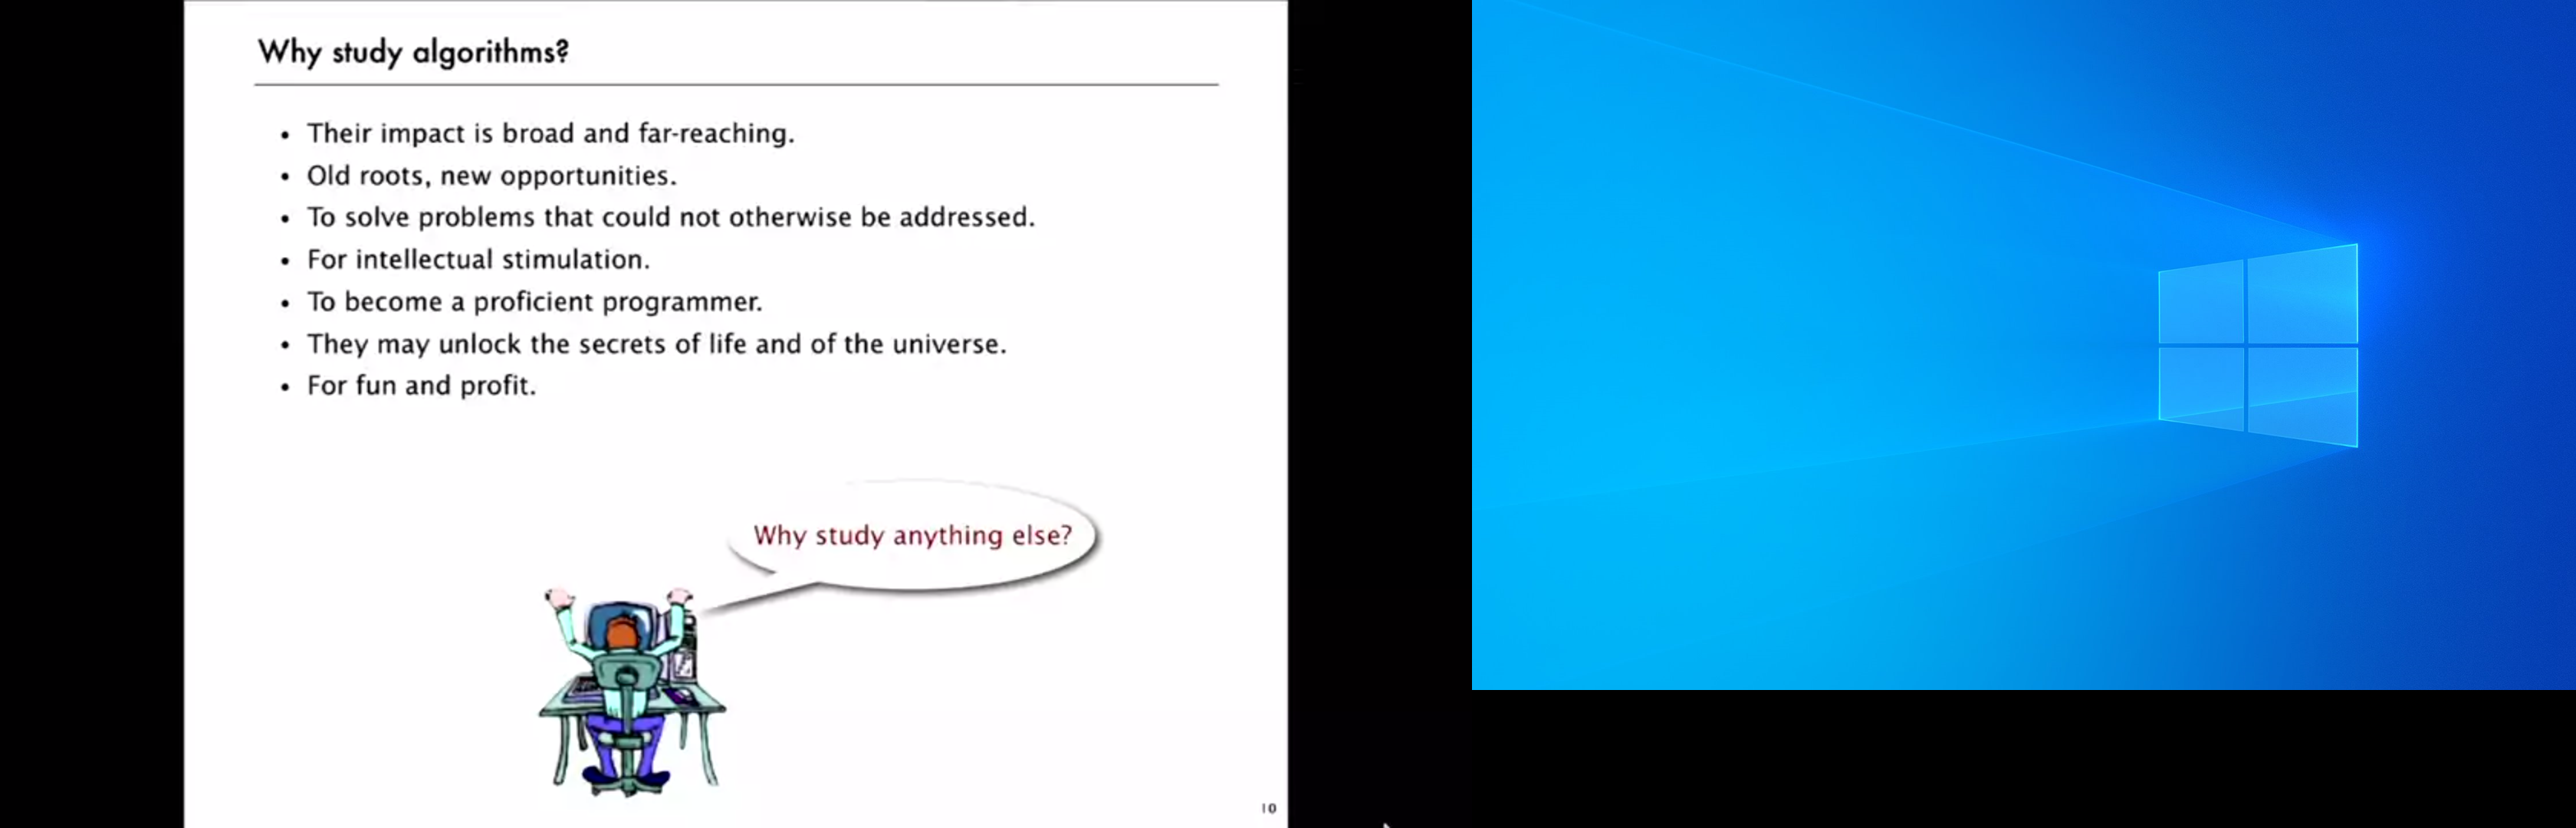 Why study algorithms?
• Their impact is broad and far-reaching.
• Old roots, new opportunities.
• To solve problems that could not otherwise be addressed.
• For intellectual stimulation.
• To become a proficient programmer.
• They may unlock the secrets of life and of the universe.
• For fun and profit.
Why study anything else?
10